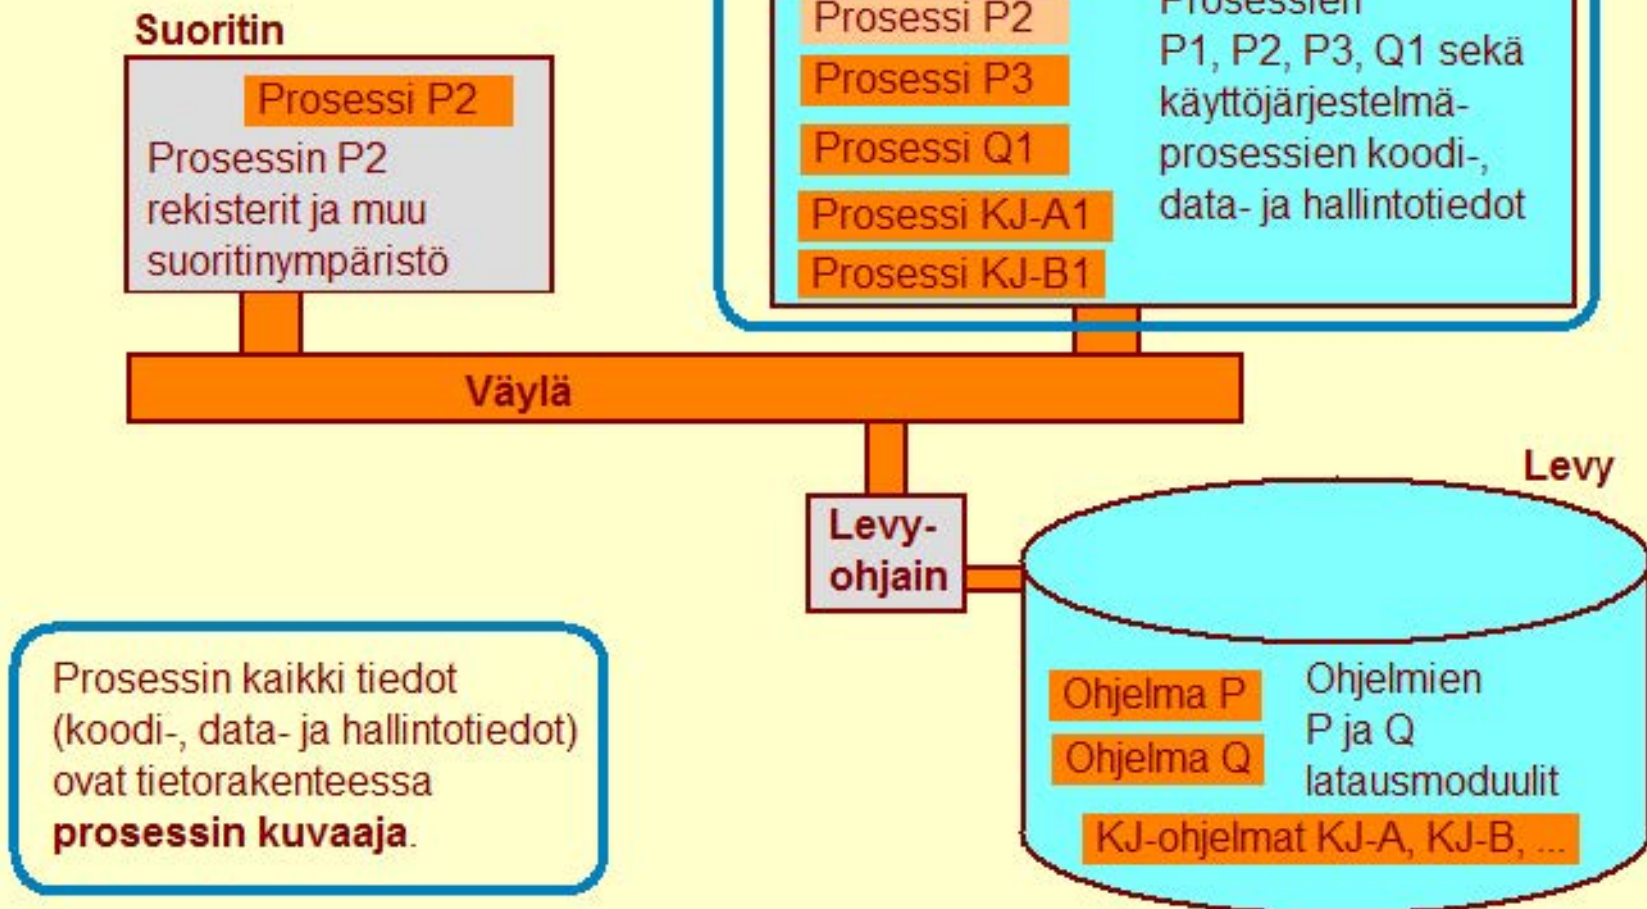 Suoritin
Prosessi P2
Prosessin P2
rekisterit ja muu
suoritinympäristö
Prosessi P2
Prosessi P3
Prosessi Q1
Prosessi KJ-A1
Prosessi KJ-B1
Prosessien
P1, P2, P3, Q1 sekä
käyttöjärjestelmä-
prosessien koodi-,
data- ja hallintotiedot
Väylä
Levy-
ohjain
Levy
Ohjelma P
Ohjelma Q
Ohjelmien
P ja Q
latausmoduulit
KJ-ohjelmat KJ-A, KJ-B, ...
Prosessin kaikki tiedot
(koodi-, data- ja hallintotiedot)
ovat tietorakenteessa
prosessin kuvaaja.